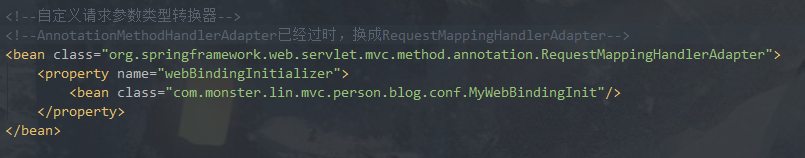 <!--自定义请求参数类型转换器-->
<!--AnnotationMethodHandlerAdapter已经过时，换成RequestMappingHandlerAdapter-->
<bean class="org.springframework.web.servlet.mvc.method.annotation.RequestMappingHandlerAdapter">
    <property name="webBindingInitializer">
        <bean class="com.monster.lin.mvc.person.blog.conf.MyWebBindingInit"/>
    </property>
</bean>